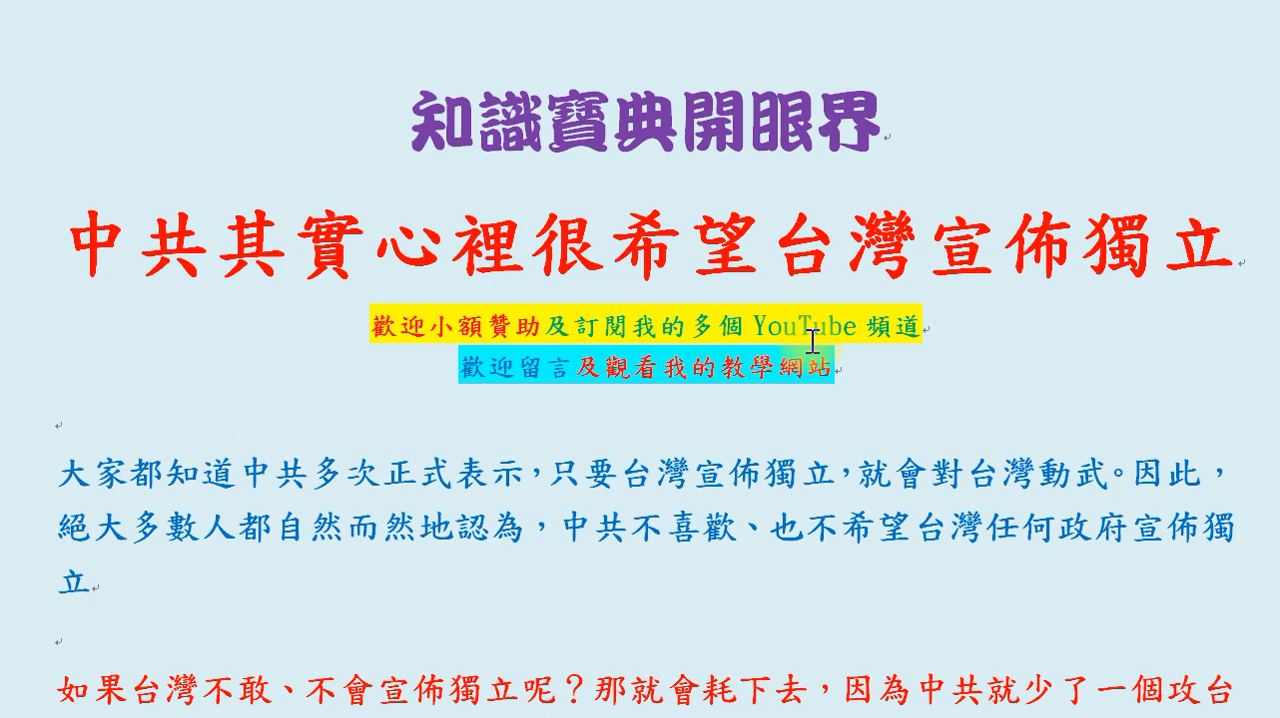 知識寶典開眼界
中共其實心裡很希望台灣宣佈獨立
歡迎小額贊助及訂閱我的多個 YouTube 頻道
歡迎留言及觀看我的教學網站
大家都知道中共多次正式表示，只要台灣宣佈獨立，就會對台灣動武。因此，
絕大多數人都自然而然地認為，中共不喜歡、也不希望台灣任何政府宣佈獨
立
如果台灣不敢、不會宣佈獨立呢？那就會耗下去，因為中共就少了一個攻台